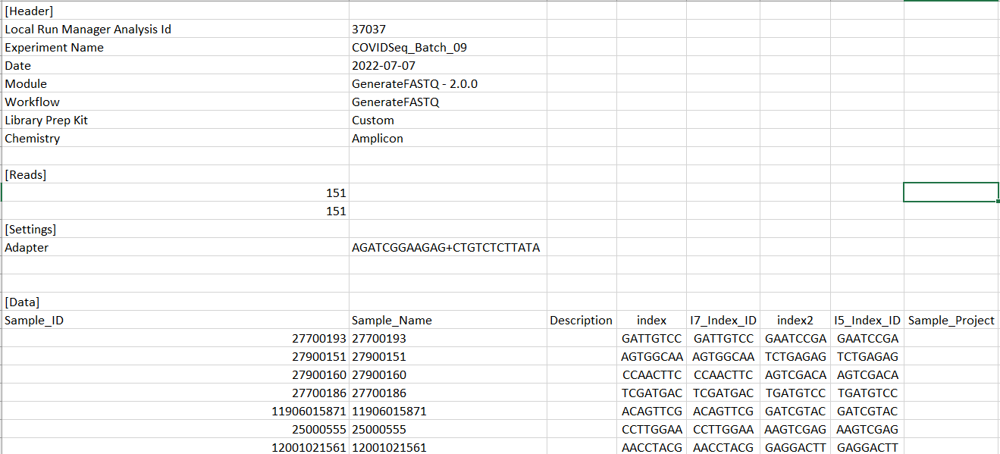 [Header]
Local Run Manager Analysis Id 37037
Experiment Name COVIDSeq_Batch_09
Date 2022-07-07
Module GenerateFASTQ - 2.0.0
Workflow GenerateFASTQ
Library Prep Kit Custom
Chemistry Amplicon
[Reads]
151
151
[Settings]
Adapter AGATCGGAAGAG+CTGTCTCTTATA
[Data]
Sample_ID Sample_Name Description index I7_Index_ID index2 I5_Index_ID Sample_Project
27700193 27700193 GATTGTCC GATTGTCC GAATCCGA GAATCCGA
27900151 27900151 AGTGGCAA AGTGGCAA TCTGAGAG TCTGAGAG
27900160 27900160 CCAACTTC CCAACTTC AGTCGACA AGTCGACA
27700186 27700186 TCGATGAC TCGATGAC TGATGTCC TGATGTCC
11906015871 11906015871 ACAGTTCG ACAGTTCG GATCGTAC GATCGTAC
25000555 25000555 CCTTGGAA CCTTGGAA AAGTCGAG AAGTCGAG
12001021561 12001021561 AACCTACG AACCTACG GAGGACTT GAGGACTT